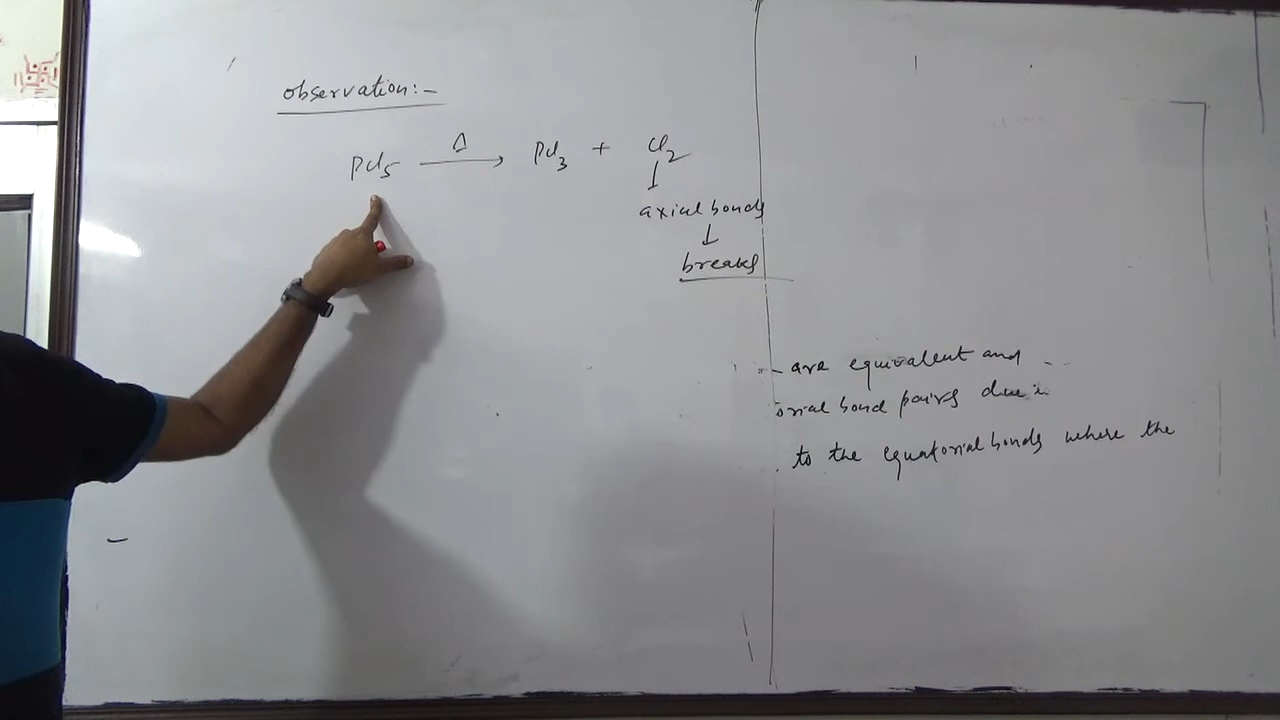 observation:-
PCl5 Δ → PCl3 + Cl2
↓
axial bonds
↓
breaks
are equivalent and
orial bond pairs due
to the equatorial bonds where the